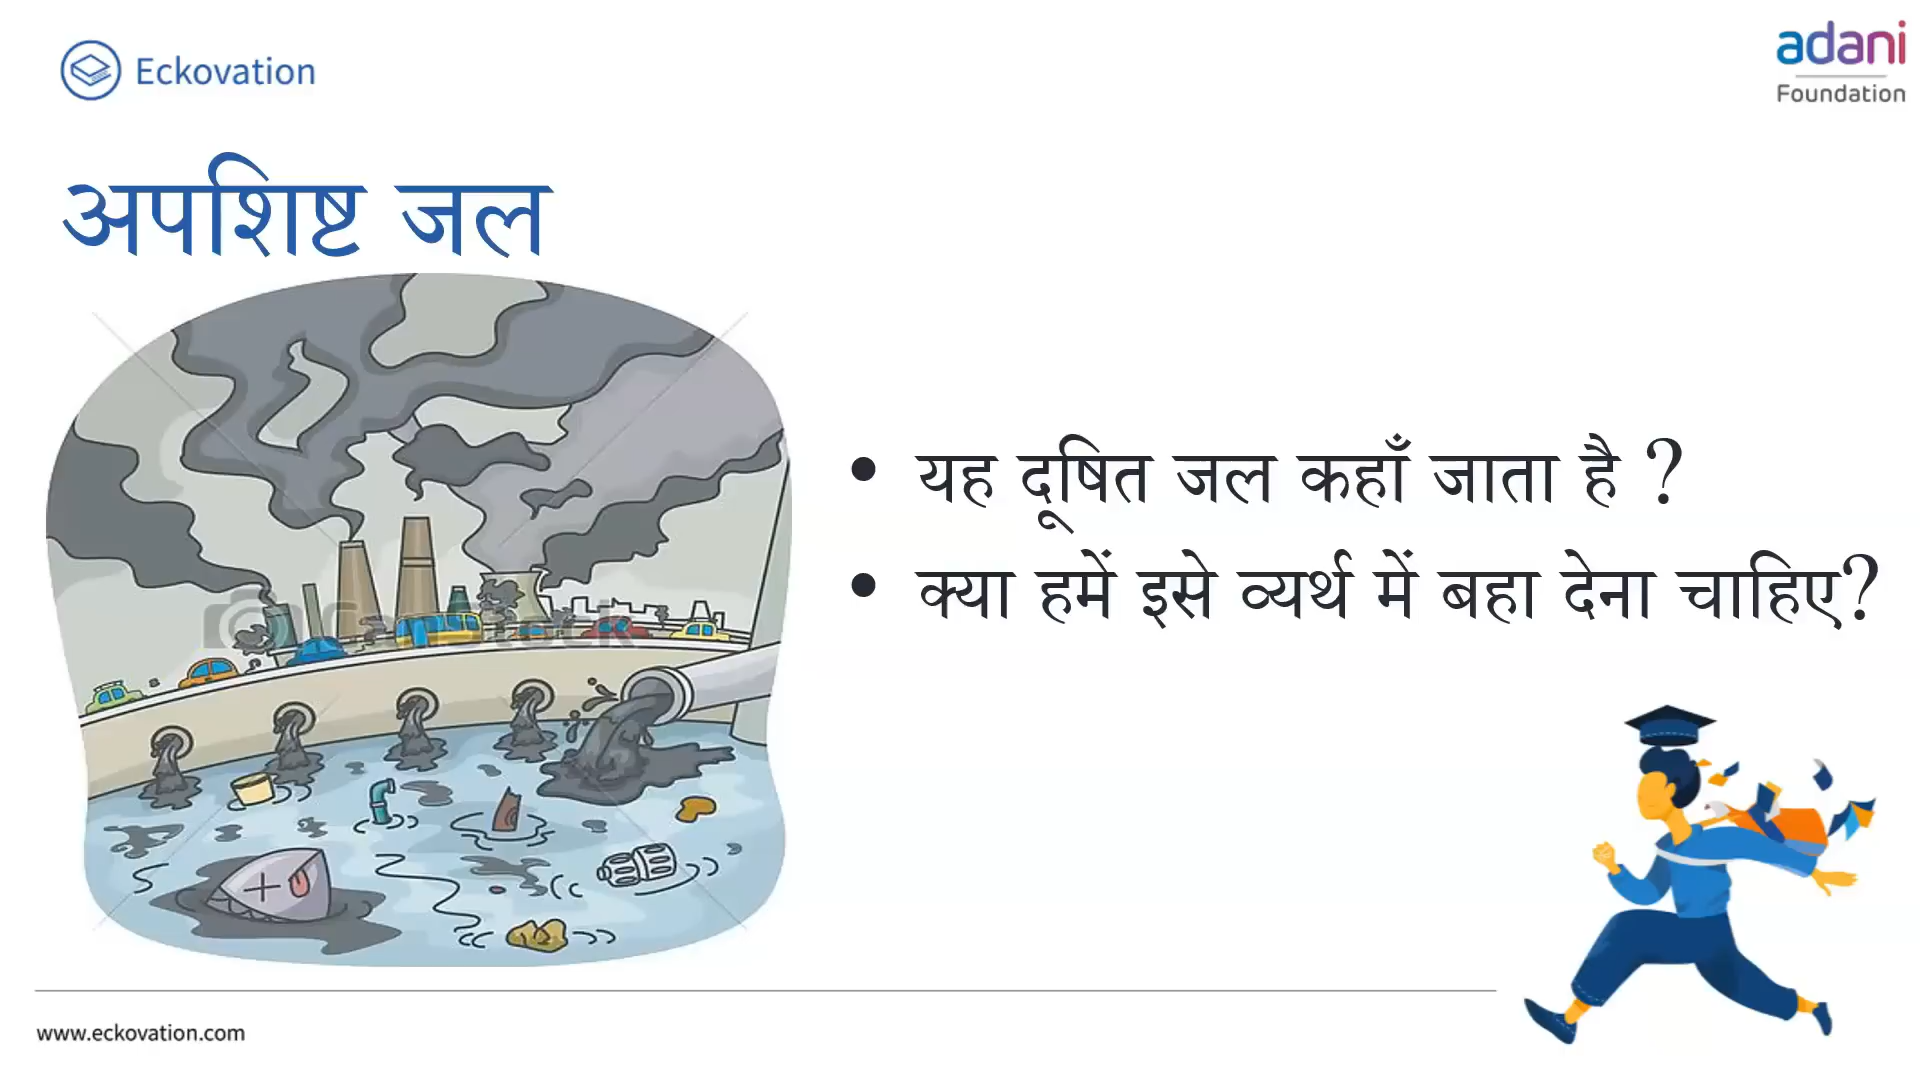 Eckovation
adani
Foundation
अपशिष्ट जल
• यह दूषित जल कहाँ जाता है ?
• क्या हमें इसे व्यर्थ में बहा देना चाहिए?
www.eckovation.com